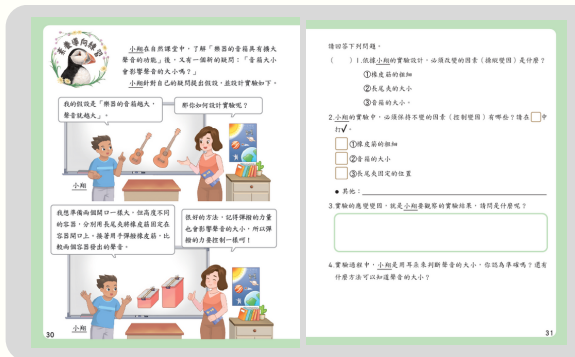 素養導向練習
小翔在自然課堂中，了解「樂器的音箱具有擴大
聲音的功能」後，又有一個新的疑問：「音箱大小
會影響聲音的大小嗎？」
小翔針對自己的疑問提出假設，並設計實驗如下。
我的假設是「樂器的音箱越大，
聲音就越大」。
那你如何設計實驗呢？
小翔
我想準備兩個開口一樣大，但高度不同
的容器，分別用長尾夾將橡皮筋固定在
容器開口上。接著用手彈撥橡皮筋，比
較兩個容器發出的聲音。
很好的方法，記得彈撥的力量
也會影響聲音的大小，所以彈
撥的力要控制一樣呵！
小翔
30
請回答下列問題。
（　）1.依據小翔的實驗設計，必須改變的因素（操縱變因）是什麼？
①橡皮筋的粗細
②長尾夾的大小
③音箱的大小。
2.小翔的實驗中，必須保持不變的因素（控制變因）有哪些？請在□中
打✓。
□①橡皮筋的粗細
□②音箱的大小
□③長尾夾固定的位置
●其他：
3.實驗的應變變因，就是小翔要觀察的實驗結果，請問是什麼呢？
4.實驗過程中，小翔是用耳朵來判斷聲音的大小，你認為準確嗎？還有
什麼方法可以知道聲音的大小？
31